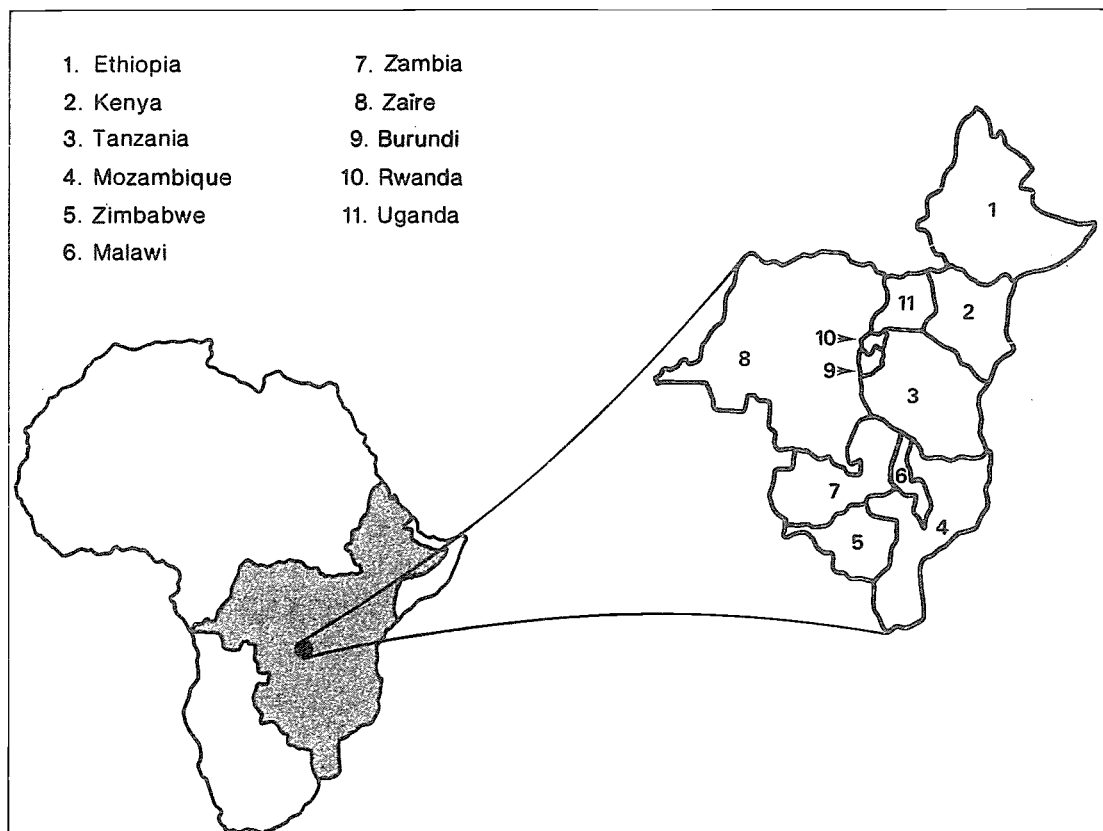 1. Ethiopia
2. Kenya
3. Tanzania
4. Mozambique
5. Zimbabwe
6. Malawi
7. Zambia
8. Zaïre
9. Burundi
10. Rwanda
11. Uganda
1
11
2
10
8
9
3
6
7
4
5